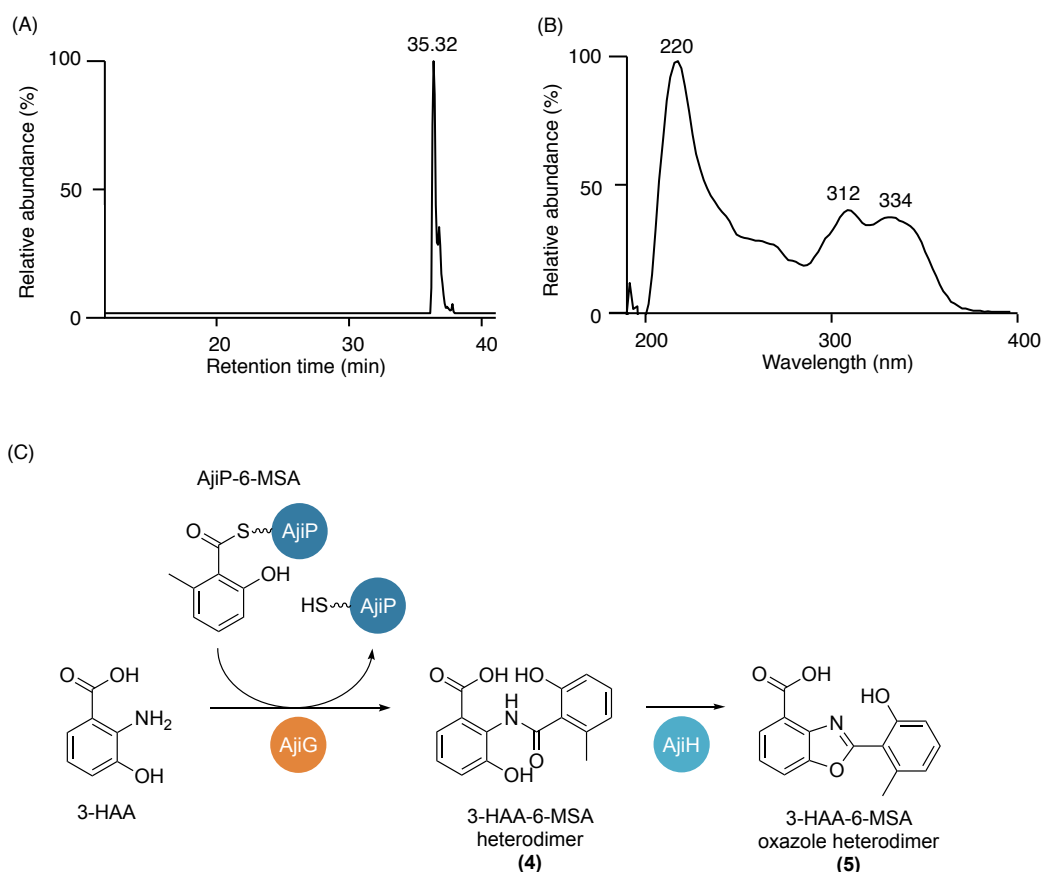 (A)
35.32
100
50
0
Relative abundance (%)
20
30
40
Retention time (min)
(B)
220
312
334
100
50
0
Relative abundance (%)
200
300
400
Wavelength (nm)
(C)
AjiP-6-MSA
O
S
AjiP
OH
HS
AjiP
O
OH
NH2
OH
3-HAA
AjiG
O
OH
HO
H
N
O
OH
3-HAA-6-MSA
heterodimer
(4)
AjiH
O
OH
HO
N
O
3-HAA-6-MSA
oxazole heterodimer
(5)